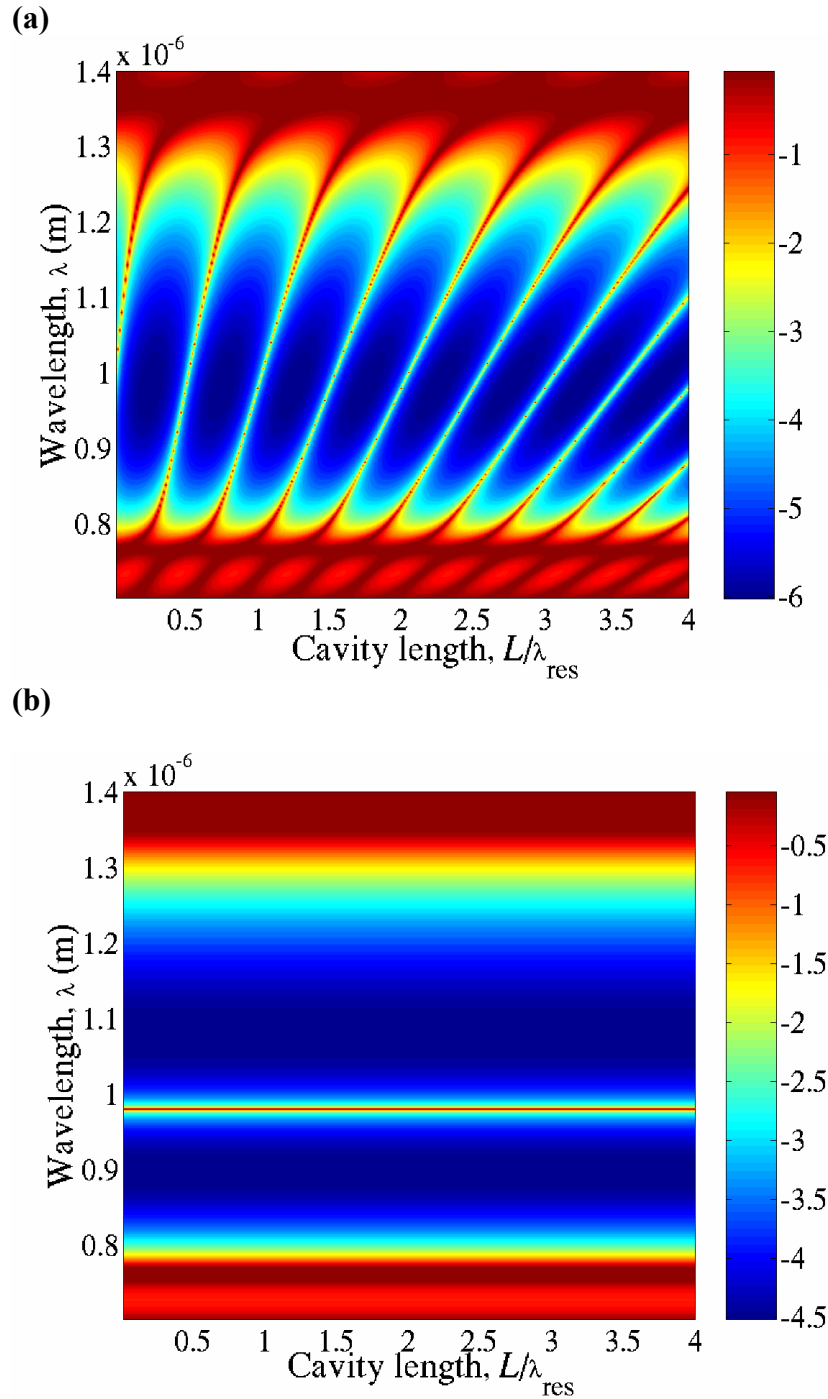 (a)
x 10⁻⁶
1.4
1.3
1.2
1.1
1
0.9
0.8
Wavelength, λ (m)
0.5 1 1.5 2 2.5 3 3.5 4
Cavity length, L/λ_res
-1
-2
-3
-4
-5
-6
(b)
x 10⁻⁶
1.4
1.3
1.2
1.1
1
0.9
0.8
Wavelength, λ (m)
0.5 1 1.5 2 2.5 3 3.5 4
Cavity length, L/λ_res
-0.5
-1
-1.5
-2
-2.5
-3
-3.5
-4
-4.5